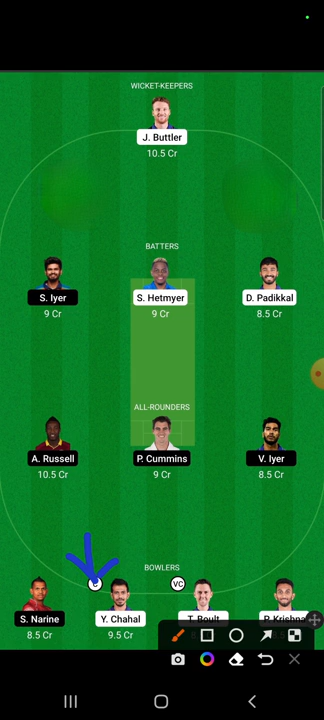 WICKET-KEEPERS
J. Buttler
10.5 Cr
BATTERS
S. Iyer
S. Hetmyer
D. Padikkal
9 Cr
9 Cr
8.5 Cr
ALL-ROUNDERS
A. Russell
P. Cummins
V. Iyer
10.5 Cr
9 Cr
8.5 Cr
BOWLERS
C
VC
S. Narine
Y. Chahal
T. Boult
P. Krishna
8.5 Cr
9.5 Cr